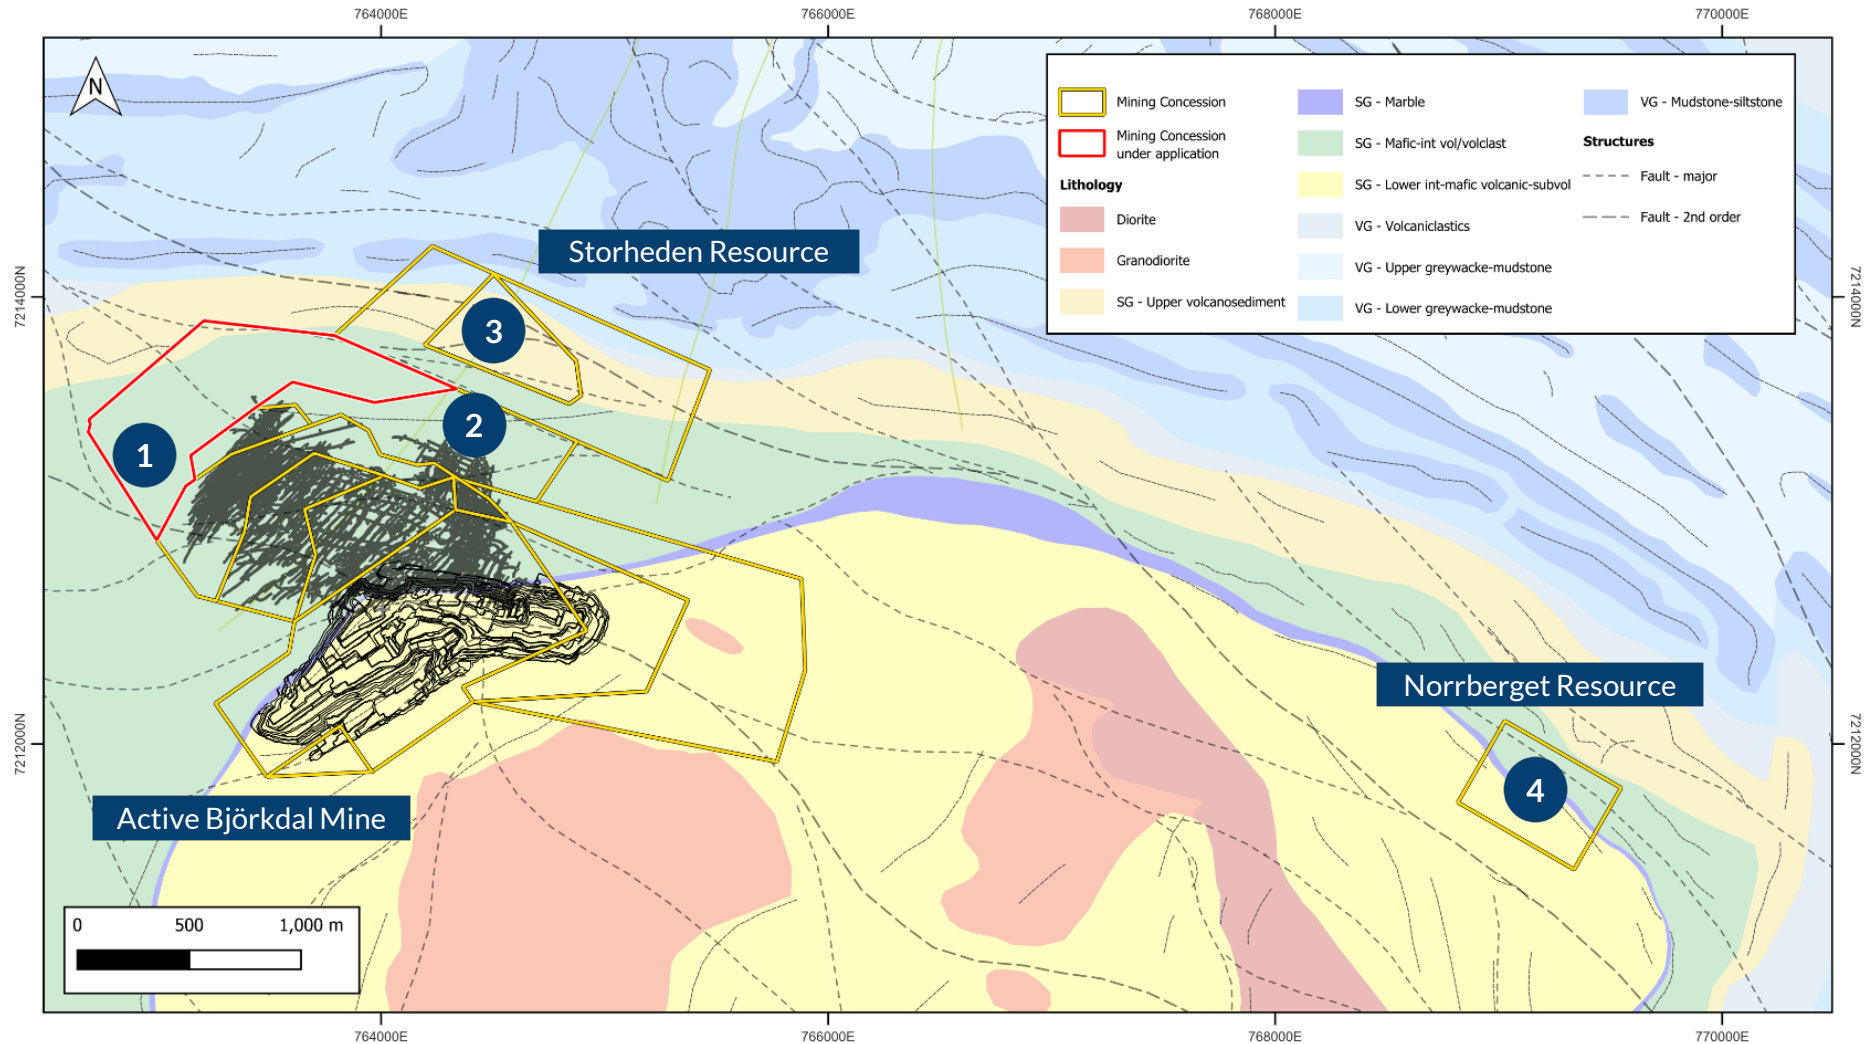 764000E
766000E
768000E
770000E
N
Mining Concession
Mining Concession
under application
Lithology
Diorite
Granodiorite
SG - Upper volcanosediment
SG - Marble
SG - Mafic-int vol/volclast
SG - Lower int-mafic volcanic-subvol
VG - Volcaniclastics
VG - Upper greywacke-mudstone
VG - Lower greywacke-mudstone
VG - Mudstone-siltstone
Structures
Fault - major
Fault - 2nd order
Storheden Resource
7214000N
7214000N
3
2
1
Norrberget Resource
7212000N
7212000N
4
Active Björkdal Mine
0 500 1,000 m
764000E
766000E
768000E
770000E